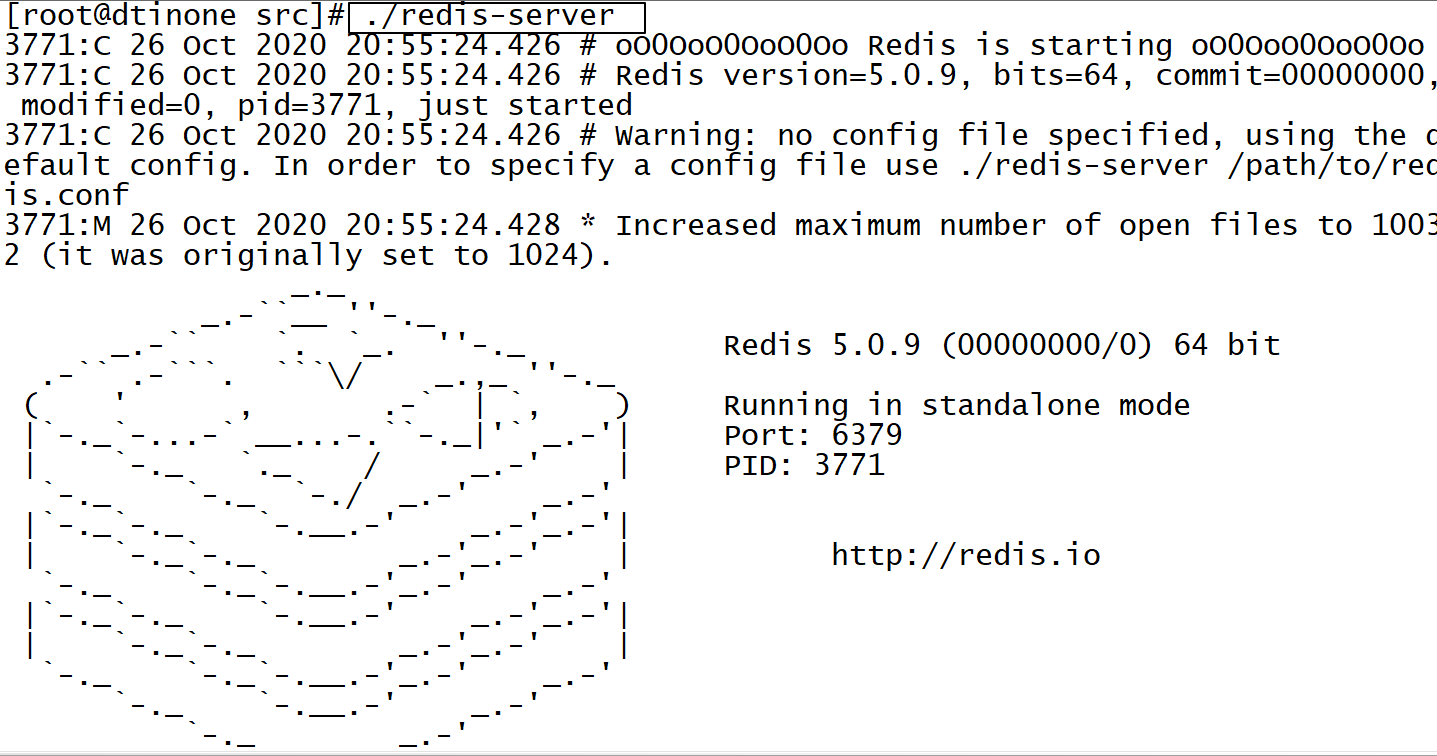 [root@dtinone src]# ./redis-server
3771:C 26 Oct 2020 20:55:24.426 # oO0OoO0OoO0Oo Redis is starting oO0OoO0OoO0Oo
3771:C 26 Oct 2020 20:55:24.426 # Redis version=5.0.9, bits=64, commit=00000000,
 modified=0, pid=3771, just started
3771:C 26 Oct 2020 20:55:24.426 # Warning: no config file specified, using the d
efault config. In order to specify a config file use ./redis-server /path/to/red
is.conf
3771:M 26 Oct 2020 20:55:24.428 * Increased maximum number of open files to 1003
2 (it was originally set to 1024).
Redis 5.0.9 (00000000/0) 64 bit
Running in standalone mode
Port: 6379
PID: 3771
http://redis.io